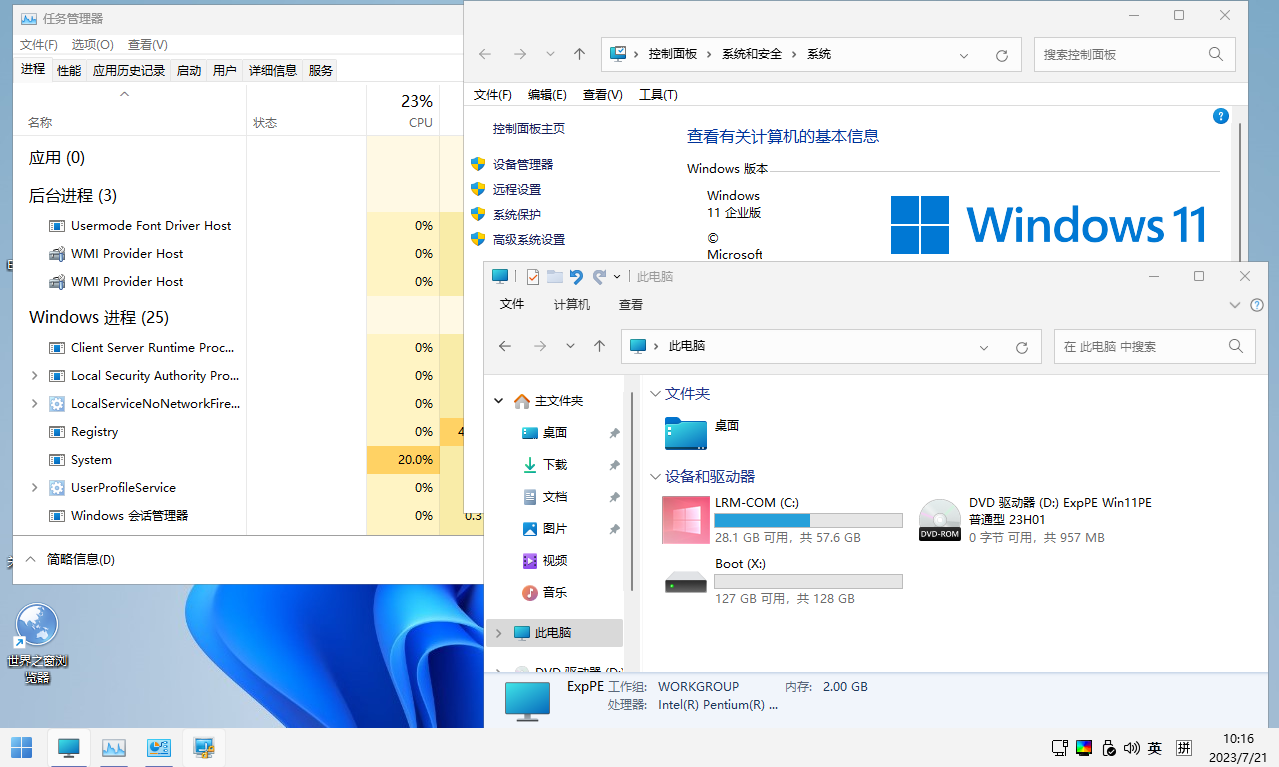 任务管理器
文件(F) 选项(O) 查看(V)
进程 性能 应用历史记录 启动 用户 详细信息 服务
23%
名称 状态 CPU
应用 (0)
后台进程 (3)
Usermode Font Driver Host 0%
WMI Provider Host 0%
WMI Provider Host 0%
Windows 进程 (25)
Client Server Runtime Proc... 0%
Local Security Authority Pro... 0%
LocalServiceNoNetworkFire... 0%
Registry 0% 4
System 20.0%
UserProfileService 0%
Windows 会话管理器 0% 0.3
简略信息(D)
控制面板 系统和安全 系统
搜索控制面板
文件(F) 编辑(E) 查看(V) 工具(T)
控制面板主页
设备管理器
远程设置
系统保护
高级系统设置
查看有关计算机的基本信息
Windows 版本
Windows
11 企业版
©
Microsoft
Windows 11
此电脑
文件 计算机 查看
此电脑
在 此电脑 中搜索
主文件夹
桌面
下载
文档
图片
视频
音乐
此电脑
DVD 驱动器 (D:)
文件夹
桌面
设备和驱动器
LRM-COM (C:)
28.1 GB 可用，共 57.6 GB
DVD-ROM
DVD 驱动器 (D:) ExpPE Win11PE
普通型 23H01
0 字节 可用，共 957 MB
Boot (X:)
127 GB 可用，共 128 GB
ExpPE 工作组: WORKGROUP 内存: 2.00 GB
处理器: Intel(R) Pentium(R) ...
世界之窗浏
览器
英 拼
10:16
2023/7/21